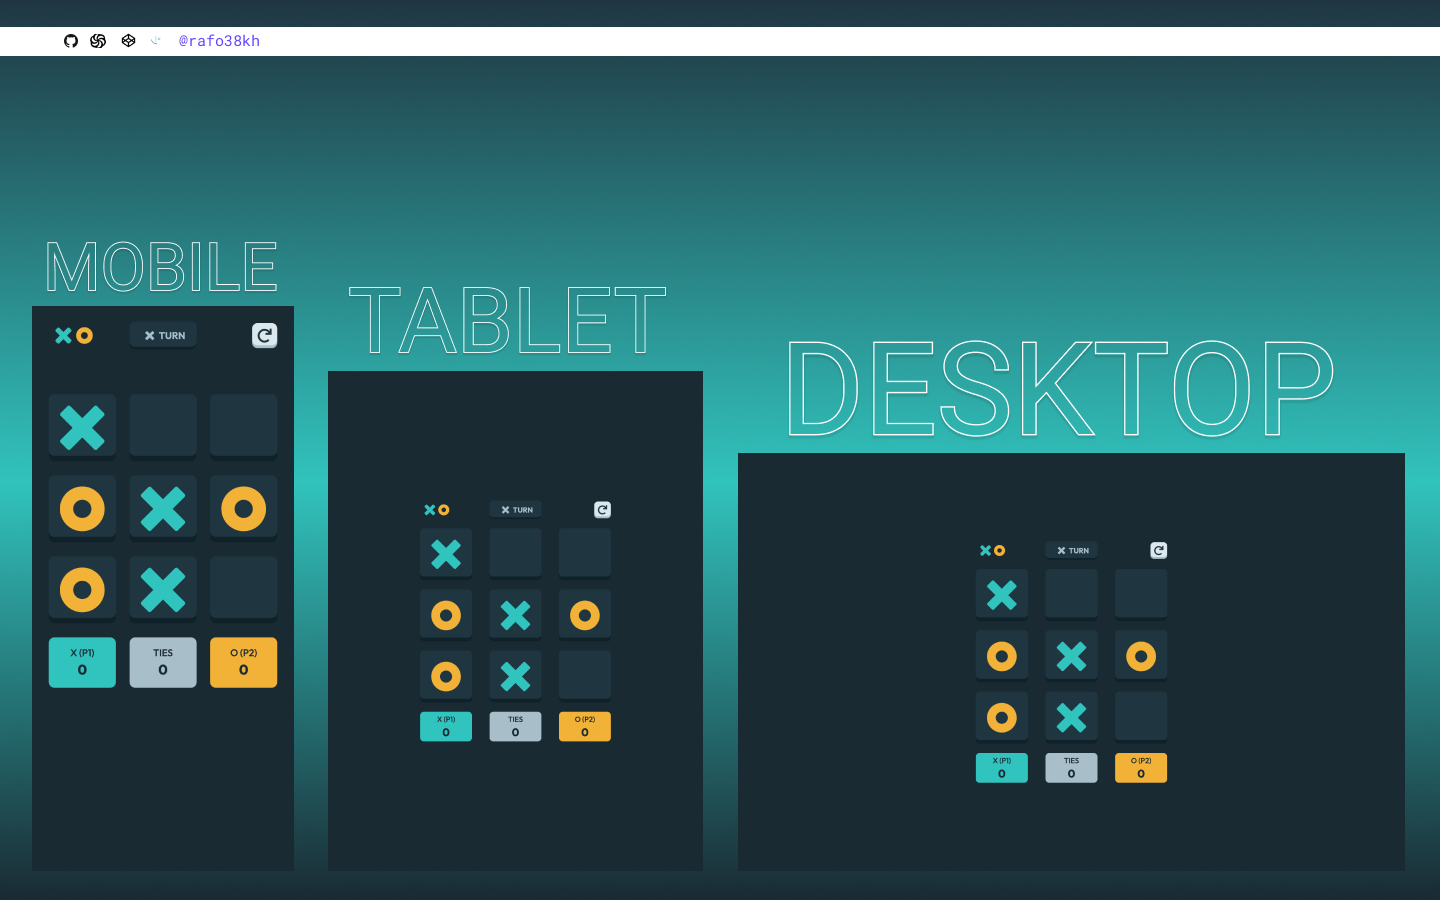 @rafo38kh
MOBILE
TURN
X (P1)
TIES
O (P2)
0
0
0
TABLET
TURN
X (P1)
TIES
O (P2)
0
0
0
DESKTOP
TURN
X (P1)
TIES
O (P2)
0
0
0